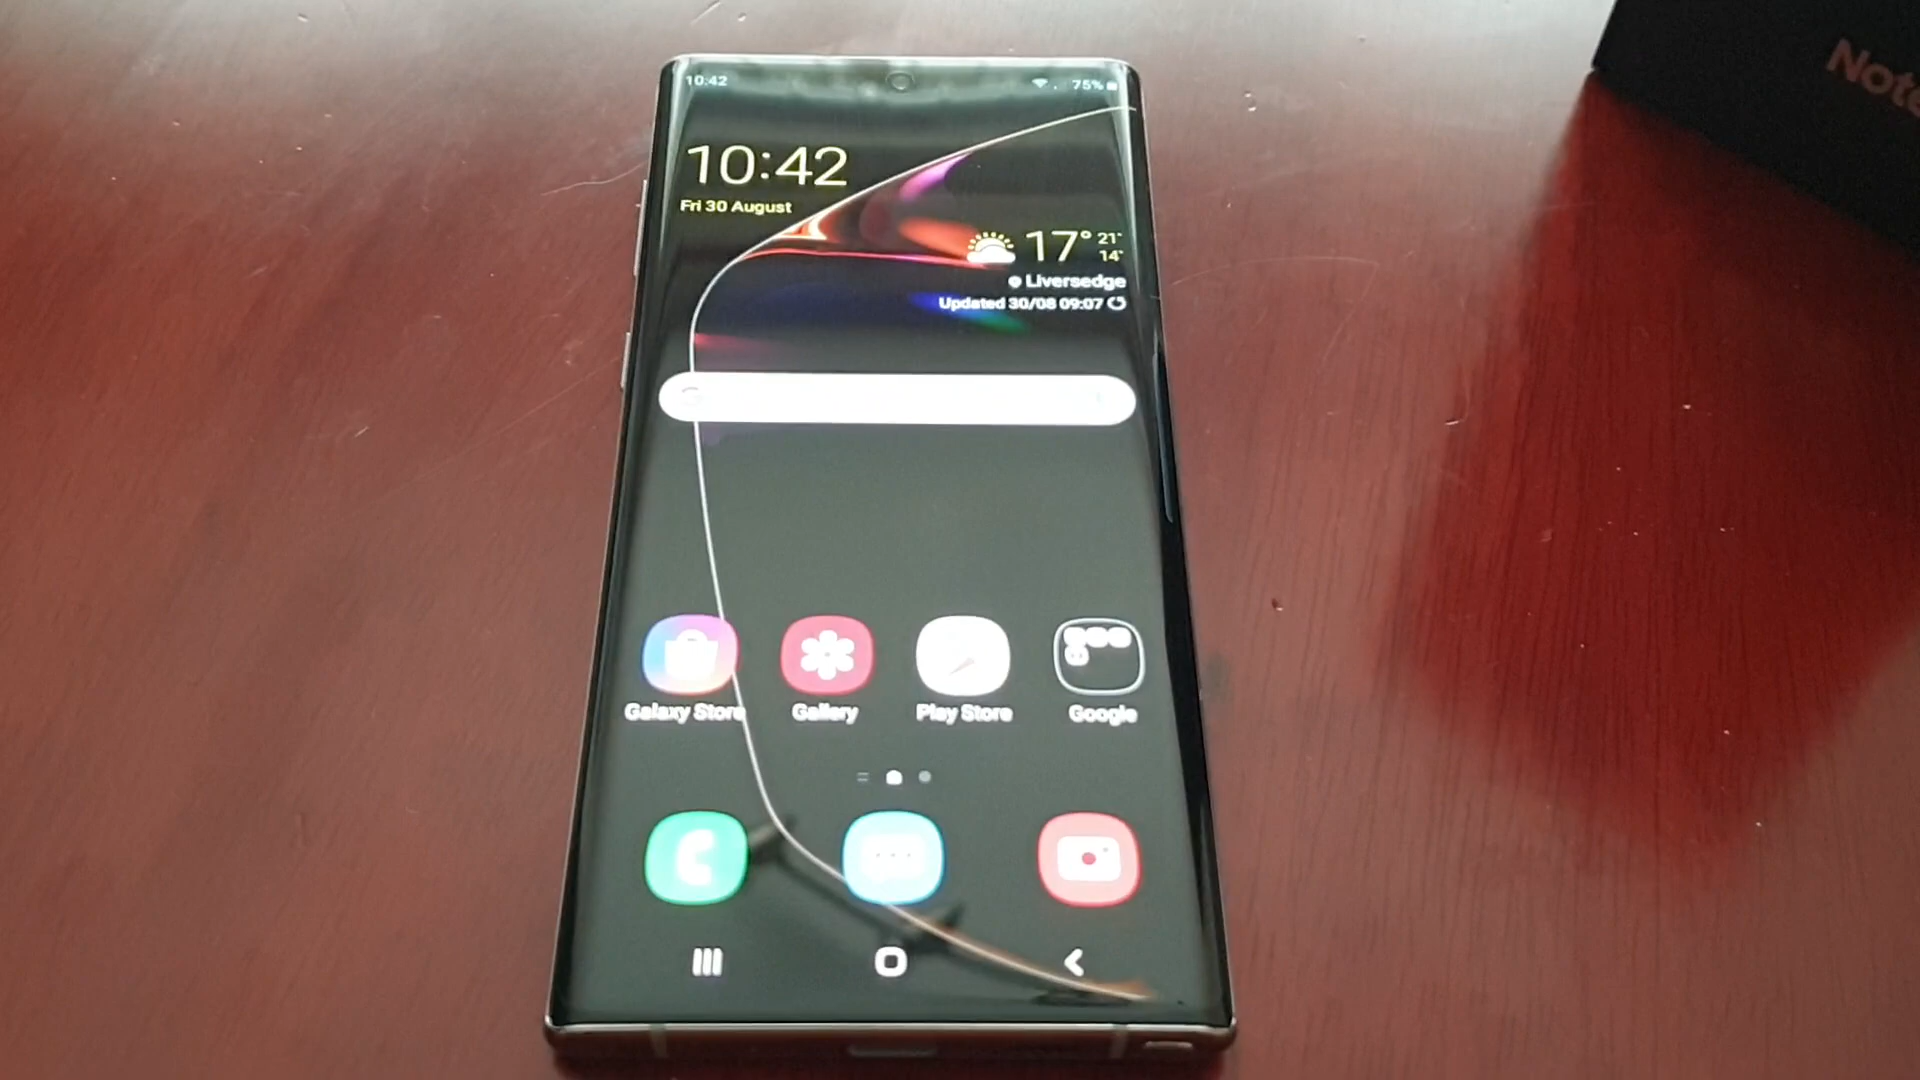 10:42
75%
10:42
Fri 30 August
17° 21°
14°
Liversedge
Updated 30/08 09:07
Galaxy Store
Gallery
Play Store
Google
Note